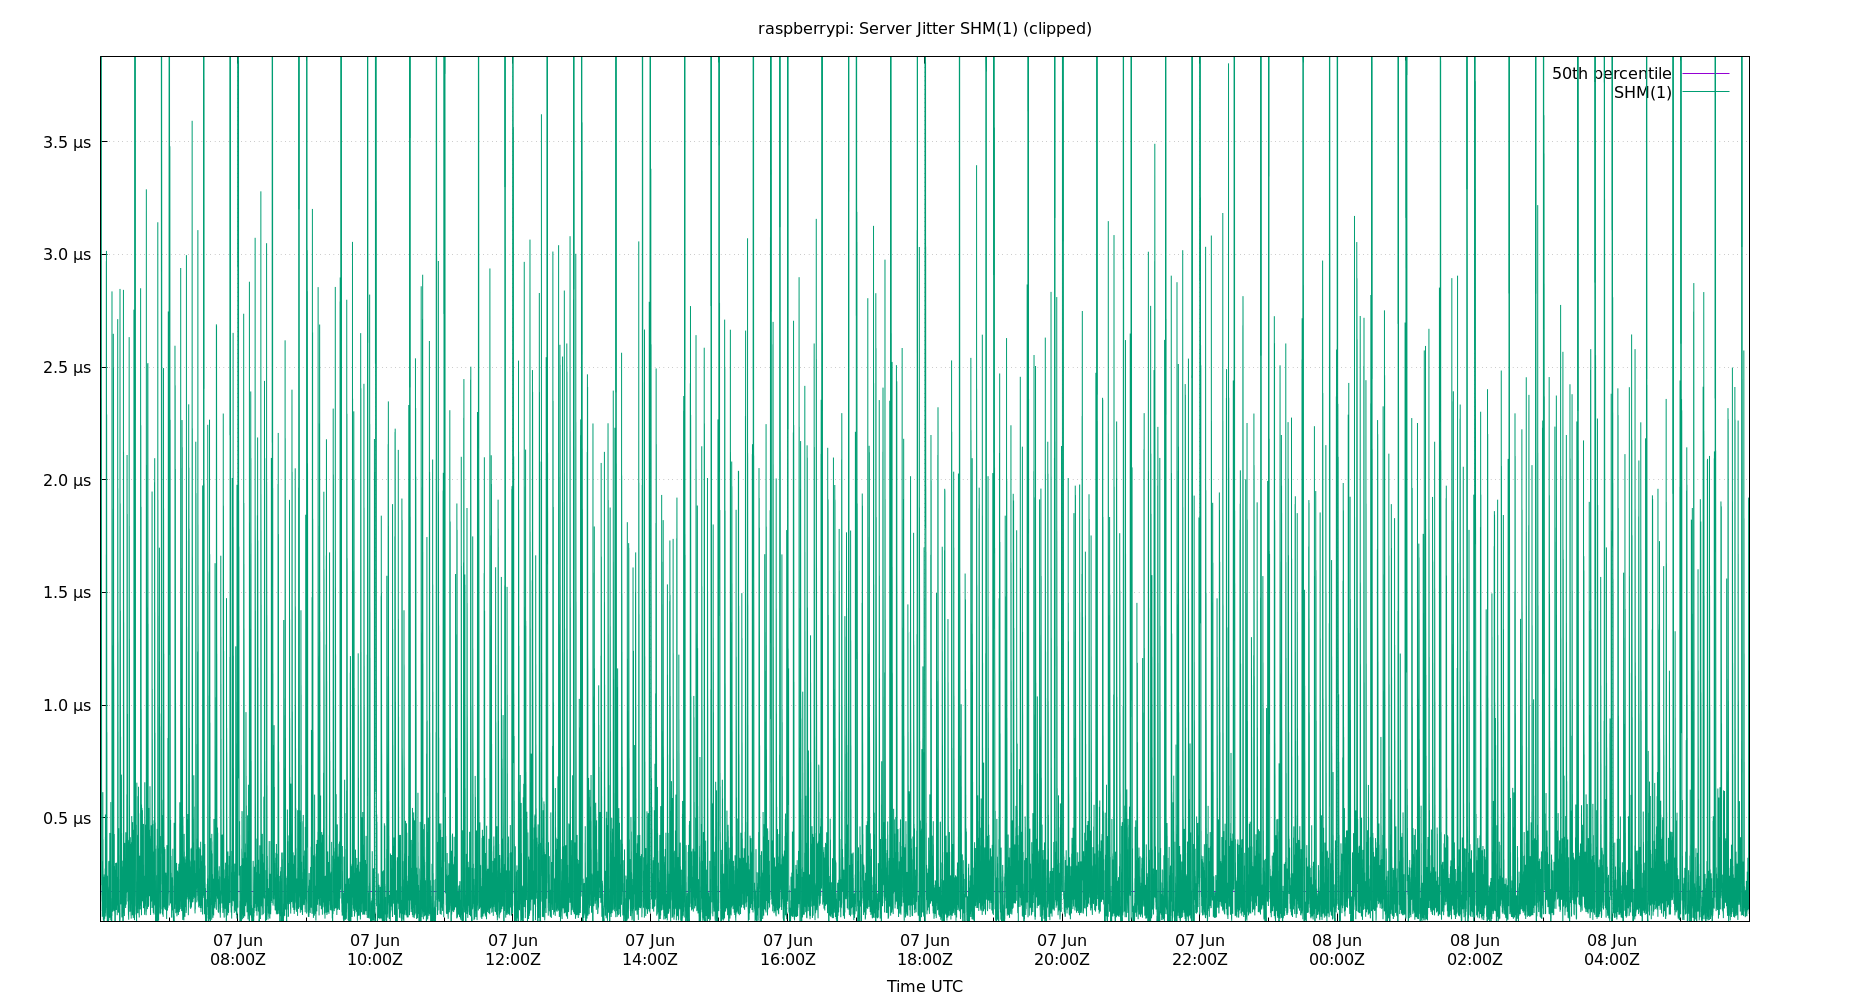 raspberrypi: Server Jitter SHM(1) (clipped)
50th percentile
SHM(1)
3.5 µs
3.0 µs
2.5 µs
2.0 µs
1.5 µs
1.0 µs
0.5 µs
07 Jun 07 Jun 07 Jun 07 Jun 07 Jun 07 Jun 07 Jun 07 Jun 08 Jun 08 Jun 08 Jun
08:00Z 10:00Z 12:00Z 14:00Z 16:00Z 18:00Z 20:00Z 22:00Z 00:00Z 02:00Z 04:00Z
Time UTC